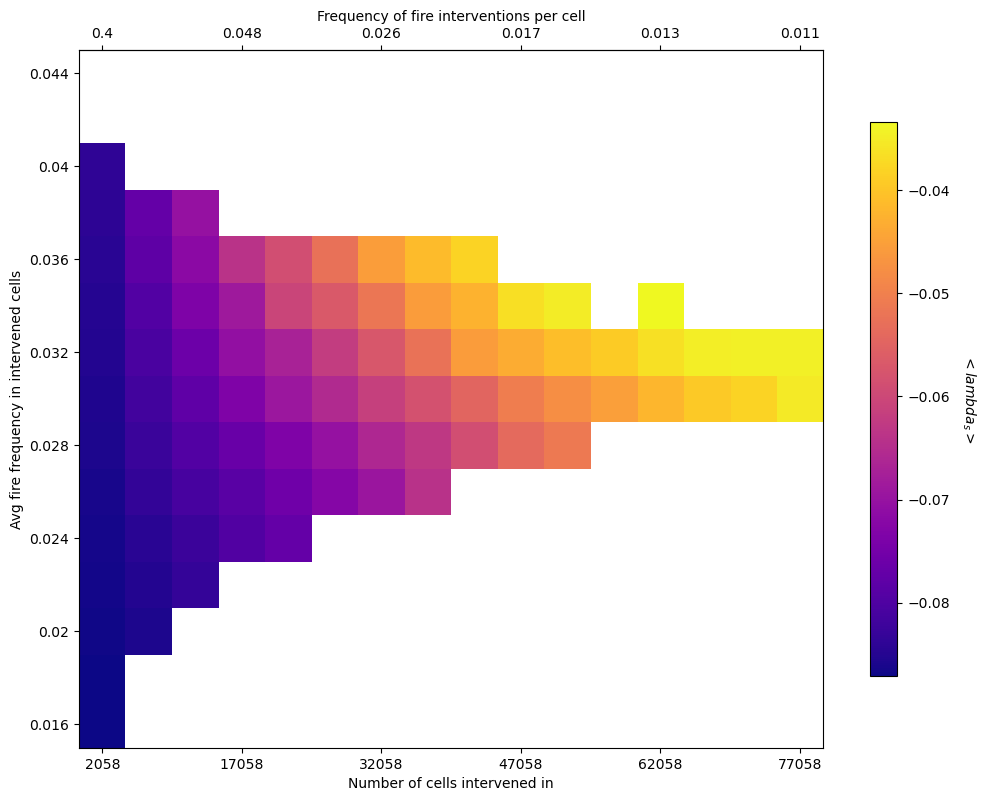 Frequency of fire interventions per cell
0.4 0.048 0.026 0.017 0.013 0.011
0.044
0.04
0.036
0.032
0.028
0.024
0.02
0.016
Avg fire frequency in intervened cells
2058 17058 32058 47058 62058 77058
Number of cells intervened in
−0.04
−0.05
−0.06
−0.07
−0.08
< lambda_s >